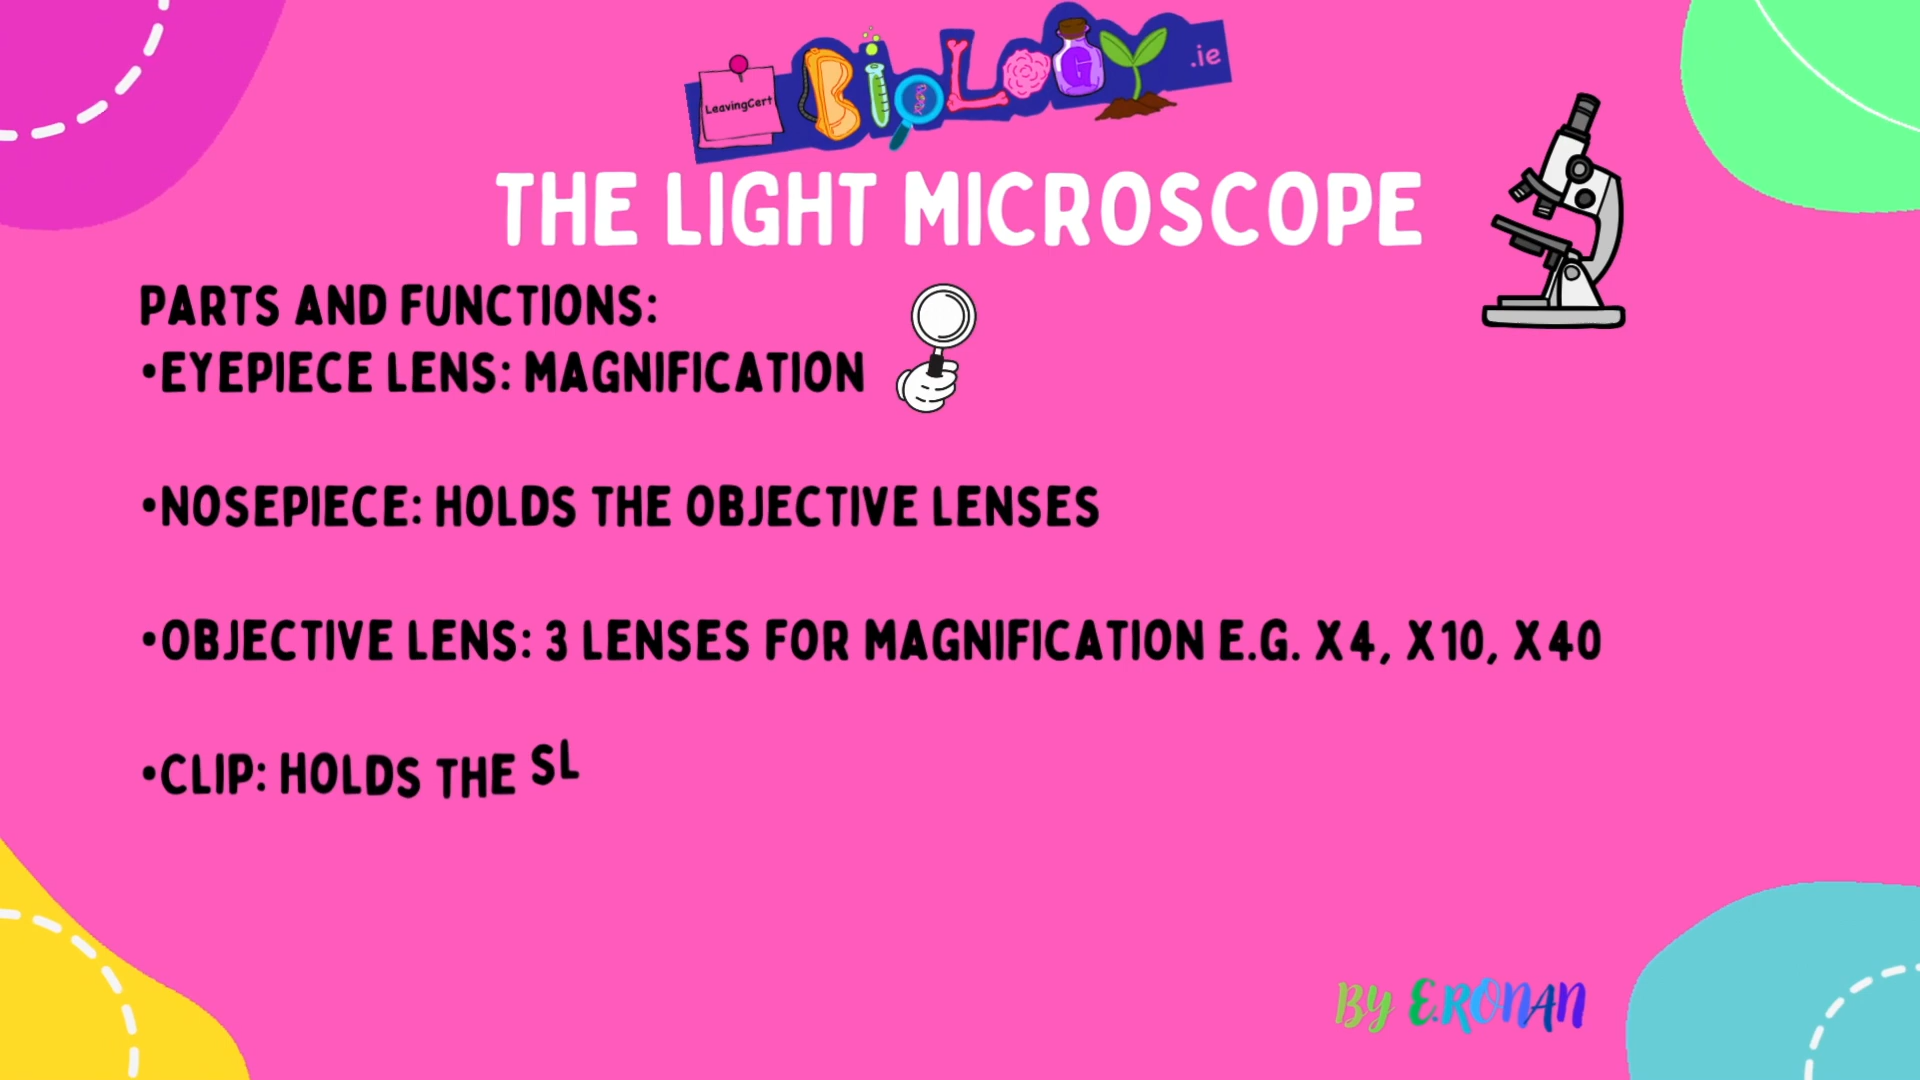 LeavingCert
BIOLOGY
.ie
THE LIGHT MICROSCOPE
PARTS AND FUNCTIONS:
•EYEPIECE LENS: MAGNIFICATION
•NOSEPIECE: HOLDS THE OBJECTIVE LENSES
•OBJECTIVE LENS: 3 LENSES FOR MAGNIFICATION E.G. X4, X10, X40
•CLIP: HOLDS THE SL
By E.RONAN